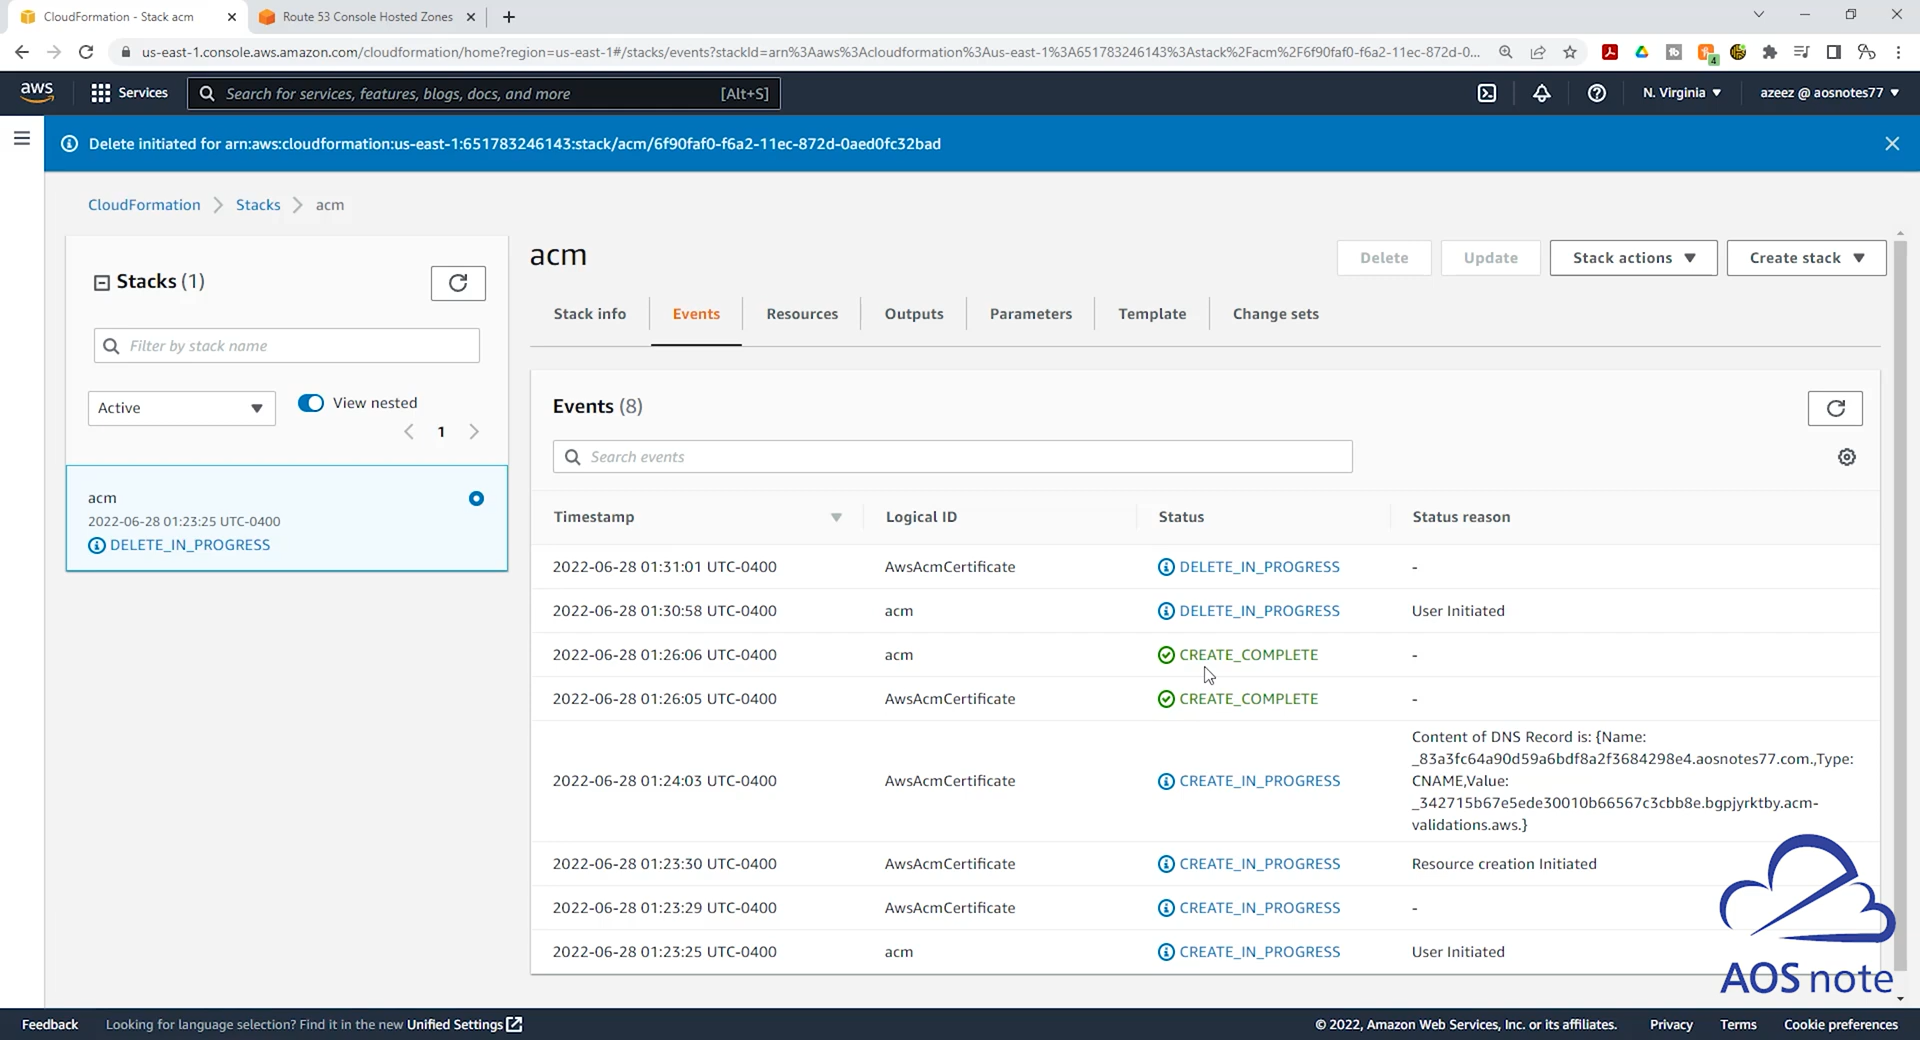 CloudFormation - Stack acm
Route 53 Console Hosted Zones
us-east-1.console.aws.amazon.com/cloudformation/home?region=us-east-1#/stacks/events?stackId=arn%3Aaws%3Acloudformation%3Aus-east-1%3A651783246143%3Astack%2Facm%2F6f90faf0-f6a2-11ec-872d-0...
4
aws
Services
Search for services, features, blogs, docs, and more
[Alt+S]
N. Virginia
azeez @ aosnotes77
Delete initiated for arn:aws:cloudformation:us-east-1:651783246143:stack/acm/6f90faf0-f6a2-11ec-872d-0aed0fc32bad
CloudFormation
Stacks
acm
Stacks (1)
Filter by stack name
Active
View nested
1
acm
2022-06-28 01:23:25 UTC-0400
DELETE_IN_PROGRESS
acm
Delete
Update
Stack actions
Create stack
Stack info
Events
Resources
Outputs
Parameters
Template
Change sets
Events (8)
Search events
Timestamp Logical ID Status Status reason
2022-06-28 01:31:01 UTC-0400 AwsAcmCertificate DELETE_IN_PROGRESS -
2022-06-28 01:30:58 UTC-0400 acm DELETE_IN_PROGRESS User Initiated
2022-06-28 01:26:06 UTC-0400 acm CREATE_COMPLETE -
2022-06-28 01:26:05 UTC-0400 AwsAcmCertificate CREATE_COMPLETE -
2022-06-28 01:24:03 UTC-0400 AwsAcmCertificate CREATE_IN_PROGRESS
Content of DNS Record is: {Name:
_83a3fc64a90d59a6bdf8a2f3684298e4.aosnotes77.com.,Type:
CNAME,Value:
_342715b67e5ede30010b66567c3cbb8e.bgpjyrktby.acm-
validations.aws.}
2022-06-28 01:23:30 UTC-0400 AwsAcmCertificate CREATE_IN_PROGRESS Resource creation Initiated
2022-06-28 01:23:29 UTC-0400 AwsAcmCertificate CREATE_IN_PROGRESS -
2022-06-28 01:23:25 UTC-0400 acm CREATE_IN_PROGRESS User Initiated
AOS note
Feedback
Looking for language selection? Find it in the new Unified Settings
© 2022, Amazon Web Services, Inc. or its affiliates.
Privacy
Terms
Cookie preferences